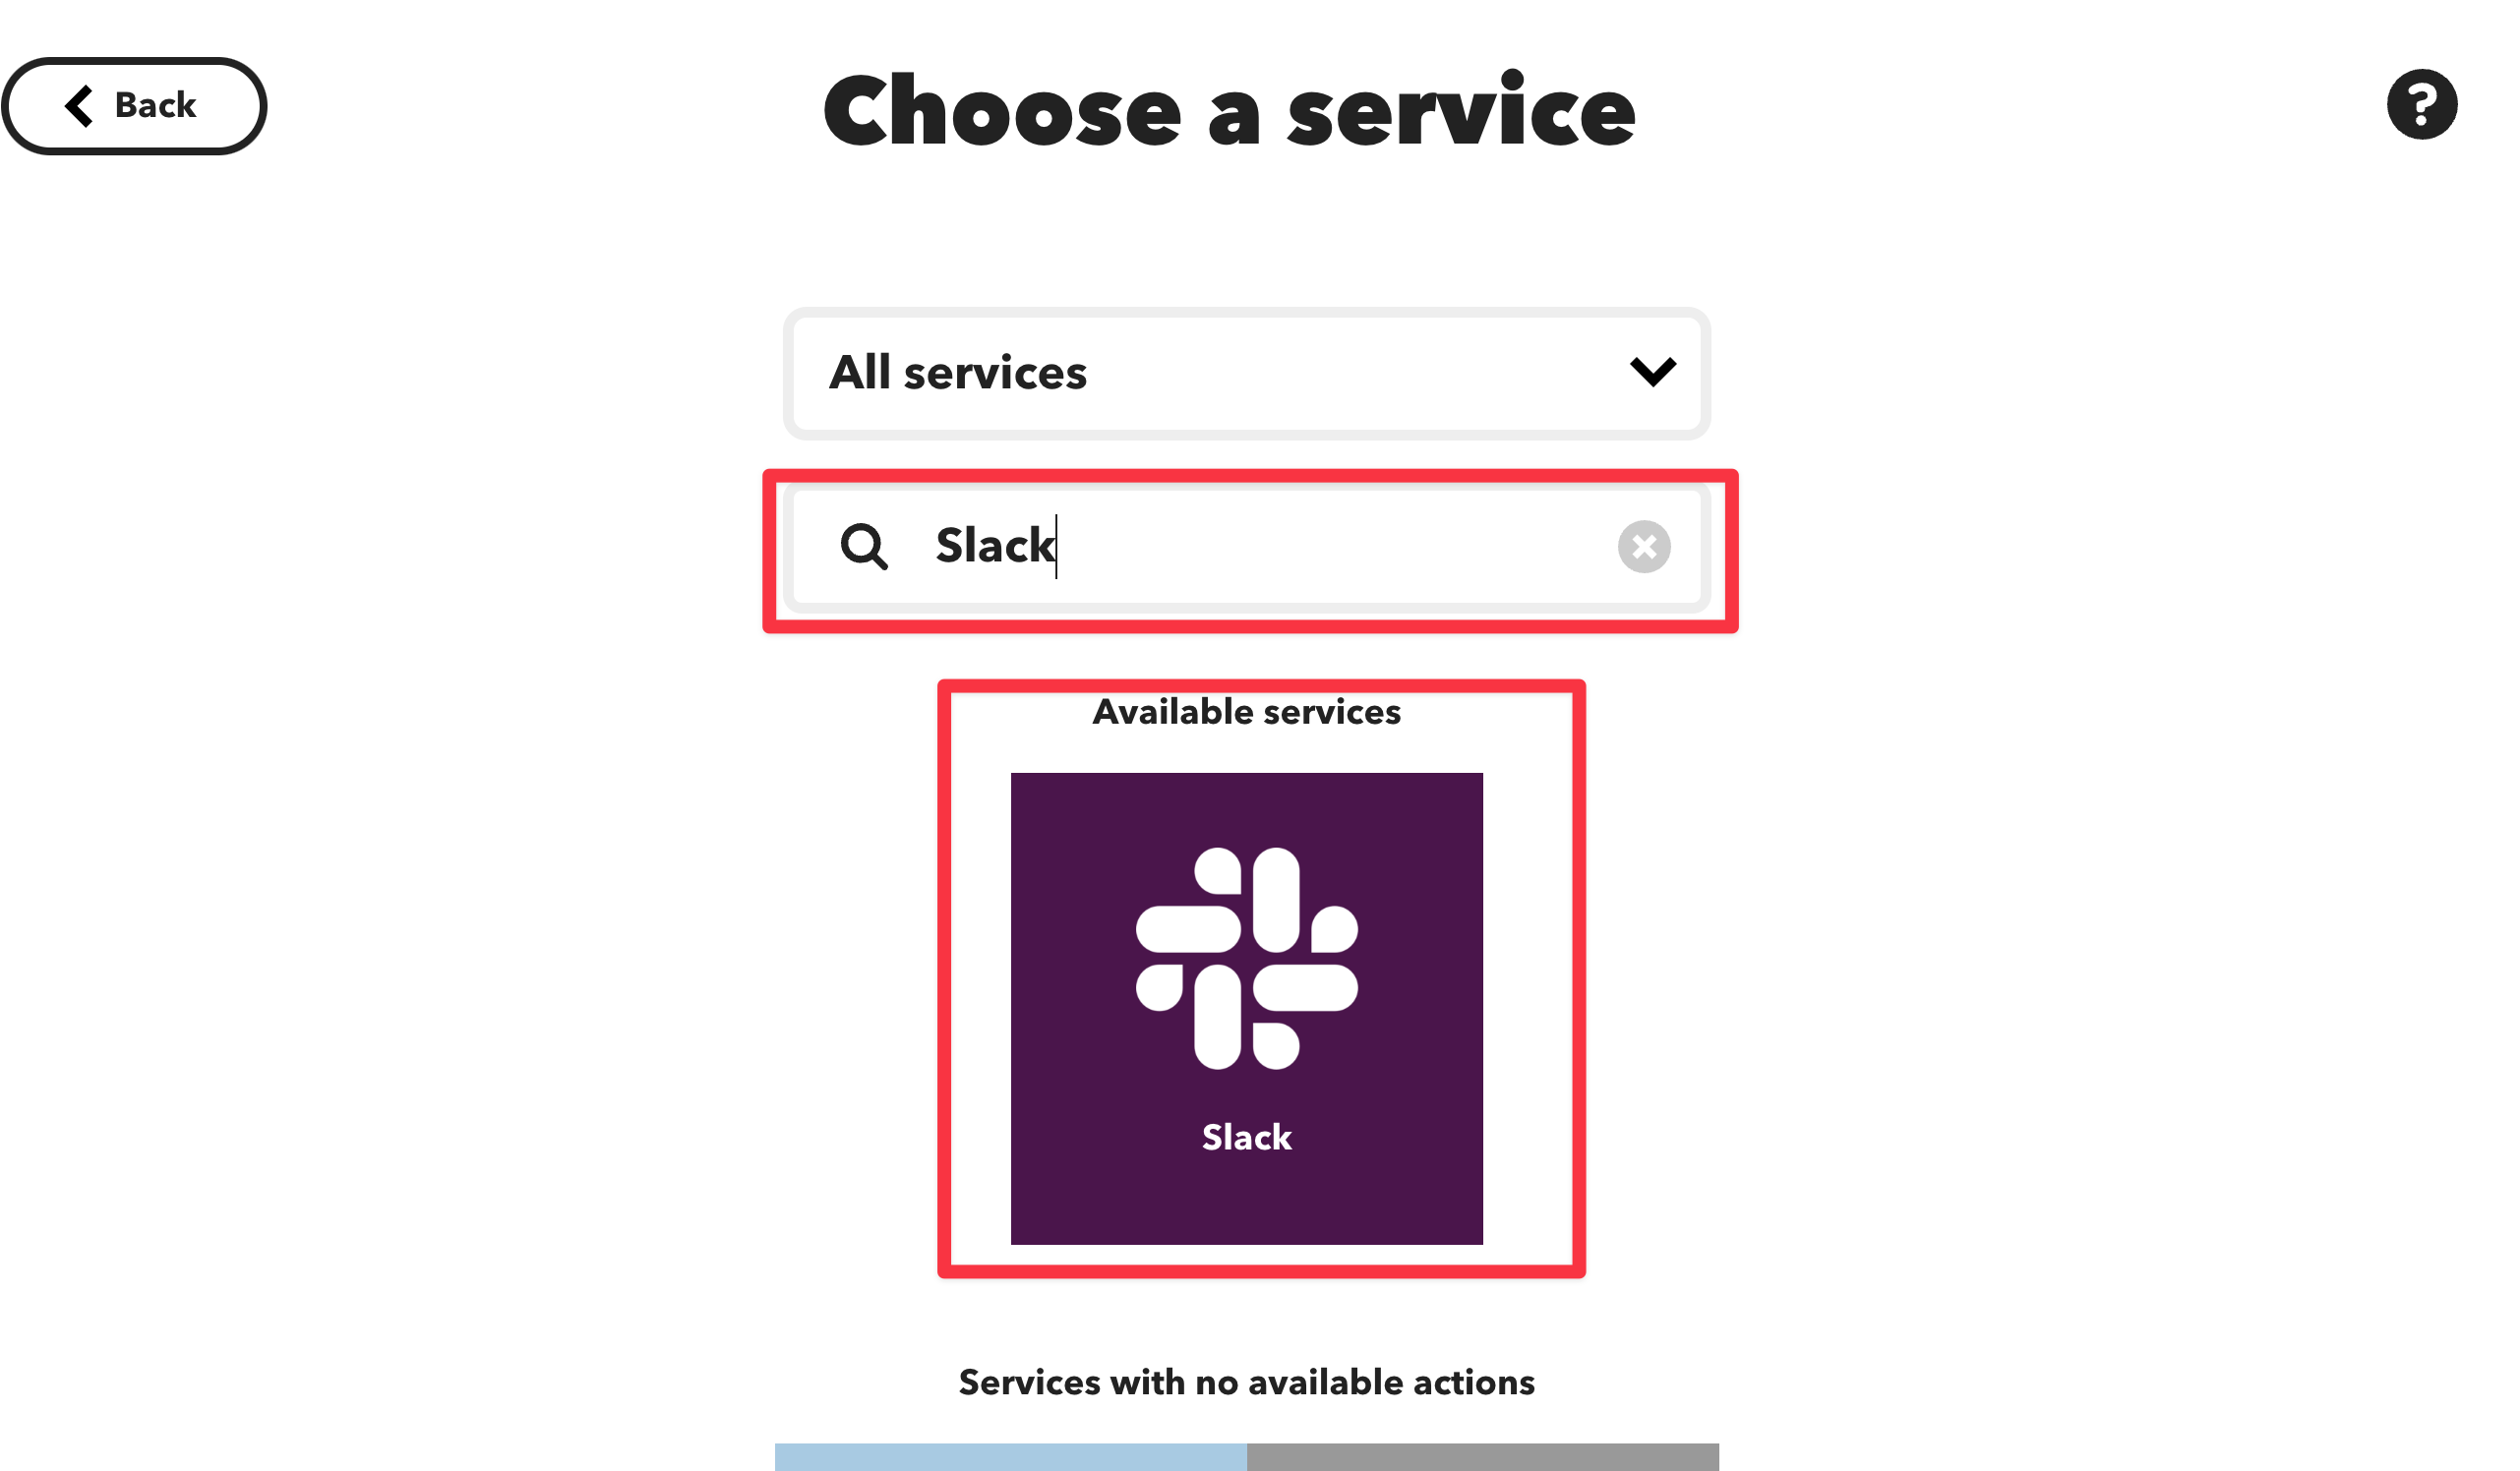 Back
Choose a service
?
All services
Slack
Available services
Slack
Services with no available actions